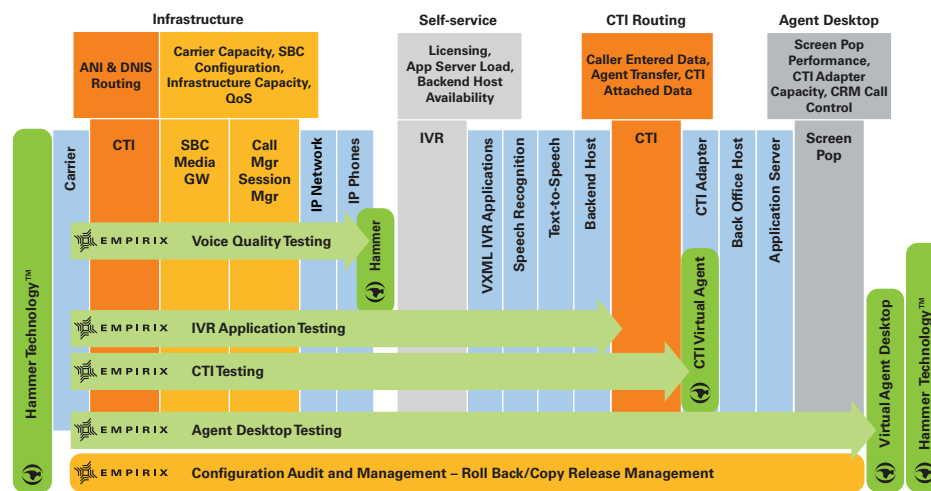 Infrastructure
Self-service
CTI Routing
Agent Desktop
ANI & DNIS
Routing
Carrier Capacity, SBC
Configuration,
Infrastructure Capacity,
QoS
Licensing,
App Server Load,
Backend Host
Availability
Caller Entered Data,
Agent Transfer, CTI
Attached Data
Screen Pop
Performance,
CTI Adapter
Capacity, CRM Call
Control
Hammer Technology™
Carrier
CTI
SBC
Media
GW
Call
Mgr
Session
Mgr
IP Network
IP Phones
IVR
VXML IVR Applications
Speech Recognition
Text-to-Speech
Backend Host
CTI
CTI Adapter
Back Office Host
Application Server
Screen
Pop
EMPIRIX Voice Quality Testing
Hammer
EMPIRIX IVR Application Testing
EMPIRIX CTI Testing
CTI Virtual Agent
EMPIRIX Agent Desktop Testing
Virtual Agent Desktop
Hammer Technology™
EMPIRIX Configuration Audit and Management – Roll Back/Copy Release Management